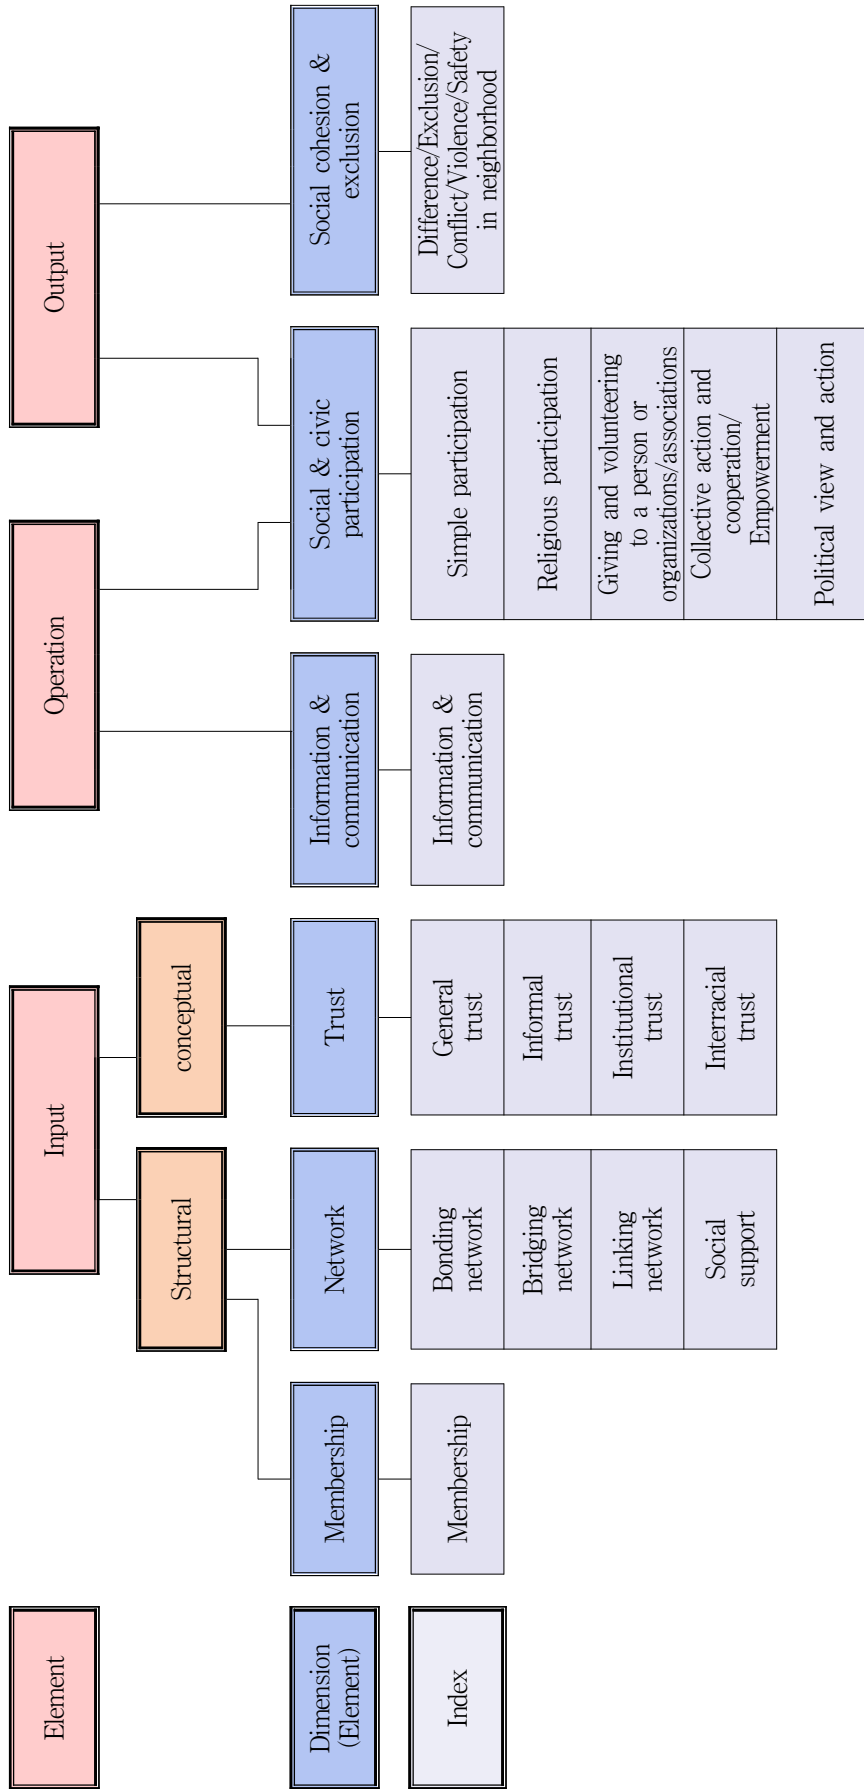 Element
Input
Operation
Output
Structural
conceptual
Dimension
(Element)
Membership
Network
Trust
Information &
communication
Social & civic
participation
Social cohesion &
exclusion
Index
Membership
Bonding
network
Bridging
network
Linking
network
Social
support
General
trust
Informal
trust
Institutional
trust
Interracial
trust
Information &
communication
Simple participation
Religious participation
Giving and volunteering
to a person or
organizations/associations
Collective action and
cooperation/
Empowerment
Political view and action
Difference/Exclusion/
Conflict/Violence/Safety
in neighborhood